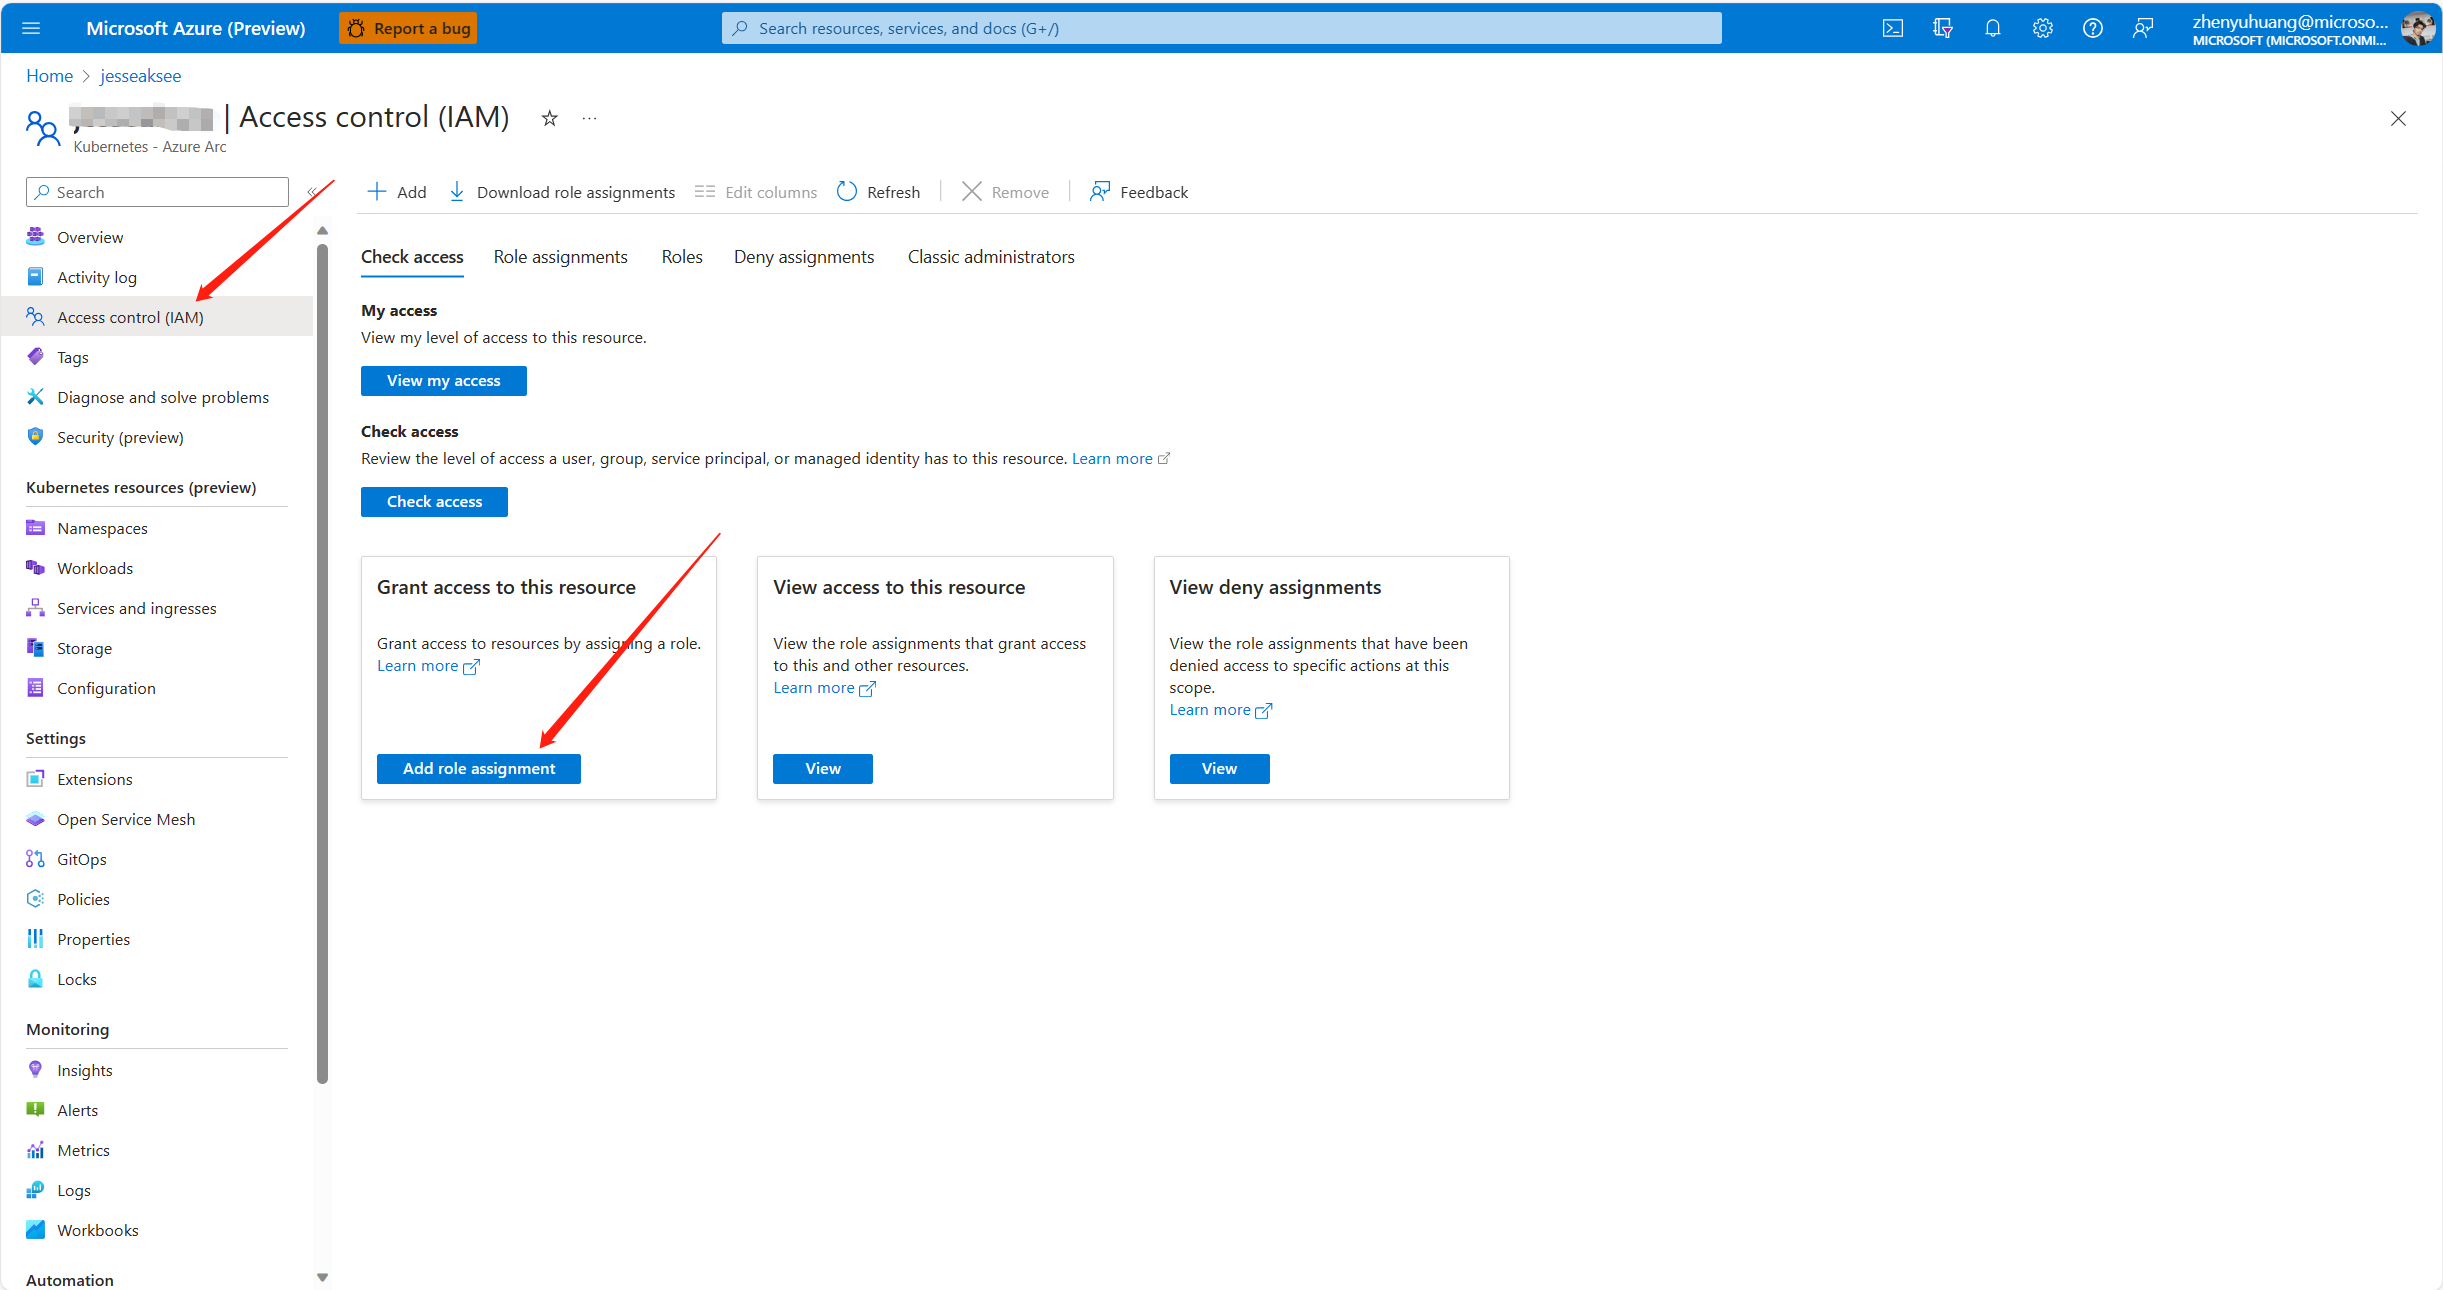 Microsoft Azure (Preview)
Report a bug
Search resources, services, and docs (G+/)
zhenyuhuang@microso...
MICROSOFT (MICROSOFT.ONMI...
Home > jesseaksee
| Access control (IAM)
Kubernetes - Azure Arc
Search
Add
Download role assignments
Edit columns
Refresh
Remove
Feedback
Overview
Activity log
Access control (IAM)
Tags
Diagnose and solve problems
Security (preview)
Kubernetes resources (preview)
Namespaces
Workloads
Services and ingresses
Storage
Configuration
Settings
Extensions
Open Service Mesh
GitOps
Policies
Properties
Locks
Monitoring
Insights
Alerts
Metrics
Logs
Workbooks
Automation
Check access
Role assignments
Roles
Deny assignments
Classic administrators
My access
View my level of access to this resource.
View my access
Check access
Review the level of access a user, group, service principal, or managed identity has to this resource. Learn more
Check access
Grant access to this resource
Grant access to resources by assigning a role.
Learn more
Add role assignment
View access to this resource
View the role assignments that grant access
to this and other resources.
Learn more
View
View deny assignments
View the role assignments that have been
denied access to specific actions at this
scope.
Learn more
View